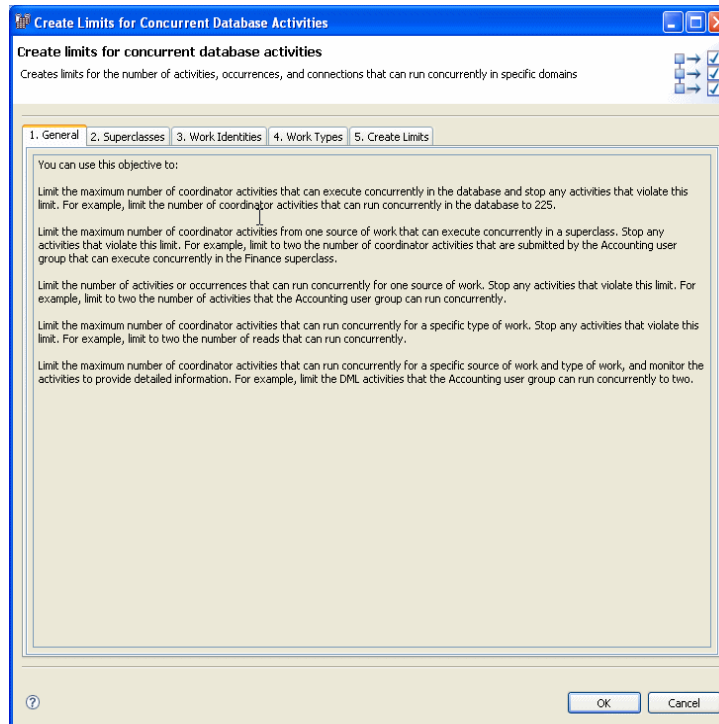 Create Limits for Concurrent Database Activities
Create limits for concurrent database activities
Creates limits for the number of activities, occurrences, and connections that can run concurrently in specific domains
1. General 2. Superclasses 3. Work Identities 4. Work Types 5. Create Limits
You can use this objective to:
Limit the maximum number of coordinator activities that can execute concurrently in the database and stop any activities that violate this
limit. For example, limit the number of coordinator activities that can run concurrently in the database to 225.
Limit the maximum number of coordinator activities from one source of work that can execute concurrently in a superclass. Stop any
activities that violate this limit. For example, limit to two the number of coordinator activities that are submitted by the Accounting user
group that can execute concurrently in the Finance superclass.
Limit the number of activities or occurrences that can run concurrently for one source of work. Stop any activities that violate this limit. For
example, limit to two the number of activities that the Accounting user group can run concurrently.
Limit the maximum number of coordinator activities that can run concurrently for a specific type of work. Stop any activities that violate this
limit. For example, limit to two the number of reads that can run concurrently.
Limit the maximum number of coordinator activities that can run concurrently for a specific source of work and type of work, and monitor the
activities to provide detailed information. For example, limit the DML activities that the Accounting user group can run concurrently to two.
?
OK Cancel